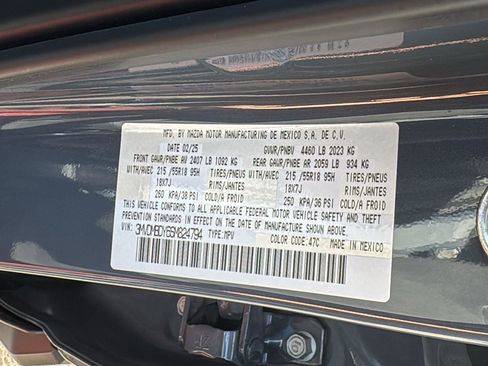 MFD. BY MAZDA MOTOR MANUFACTURING DE MEXICO S.A. DE C.V.
DATE 02/25 GVWR/PNBV 4460 LB 2023 KG
FRONT GAWR/PNBE AV 2407 LB 1092 KG REAR GAWR/PNBE AR 2059 LB 934 KG
WITH/AVEC 215/55R18 95H TIRES/PNEUS WITH/AVEC 215/55R18 95H TIRES/PNEUS
18X7J RIMS/JANTES 18X7J RIMS/JANTES
250 KPA/36 PSI COLD/A FROID 250 KPA/36 PSI COLD/A FROID
THIS VEHICLE CONFORMS TO ALL APPLICABLE FEDERAL MOTOR VEHICLE SAFETY AND THEFT
PREVENTION STANDARDS IN EFFECT ON THE DATE OF MANUFACTURE SHOWN ABOVE.
VIN: TYPE:MPV COLOR CODE:47C MADE IN MEXICO